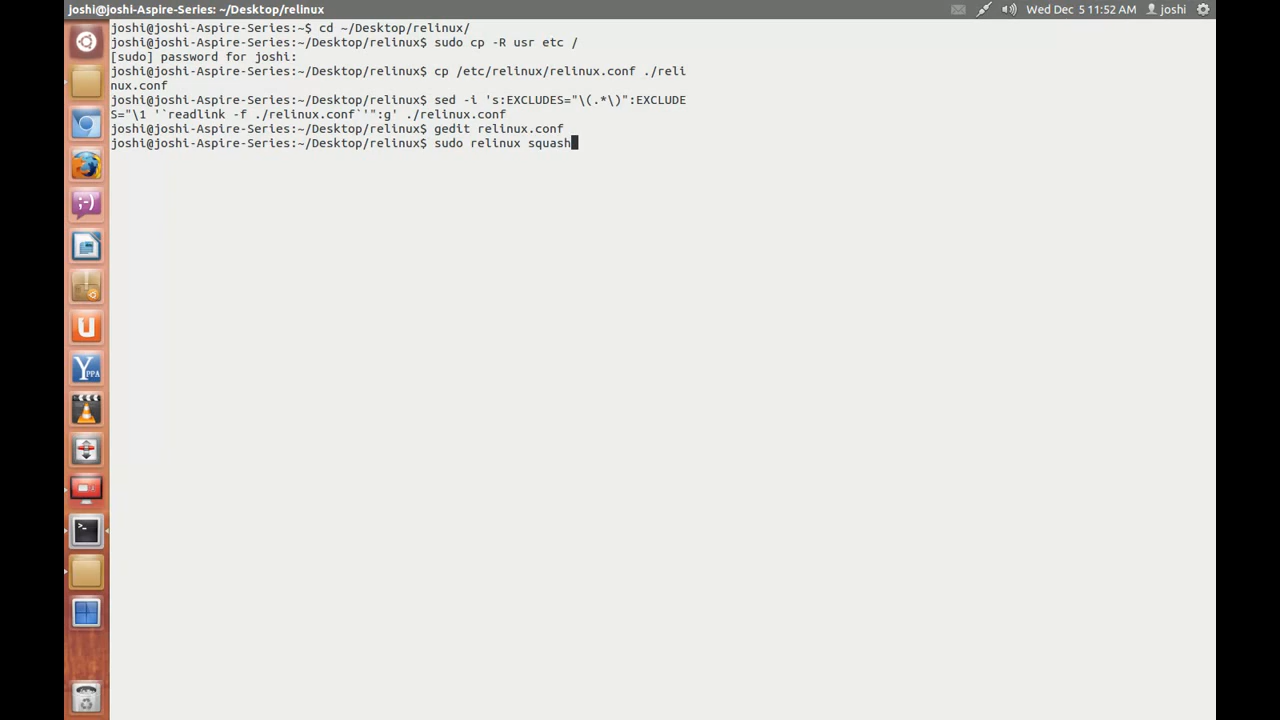 joshi@joshi-Aspire-Series: ~/Desktop/relinux
Wed Dec 5 11:52 AM
joshi
joshi@joshi-Aspire-Series:~$ cd ~/Desktop/relinux/
joshi@joshi-Aspire-Series:~/Desktop/relinux$ sudo cp -R usr etc /
[sudo] password for joshi:
joshi@joshi-Aspire-Series:~/Desktop/relinux$ cp /etc/relinux/relinux.conf ./reli
nux.conf
joshi@joshi-Aspire-Series:~/Desktop/relinux$ sed -i 's:EXCLUDES="\(.*\)":EXCLUDE
S="\1 '`readlink -f ./relinux.conf`'":g' ./relinux.conf
joshi@joshi-Aspire-Series:~/Desktop/relinux$ gedit relinux.conf
joshi@joshi-Aspire-Series:~/Desktop/relinux$ sudo relinux squash
;-)
u
Y PPA
>_